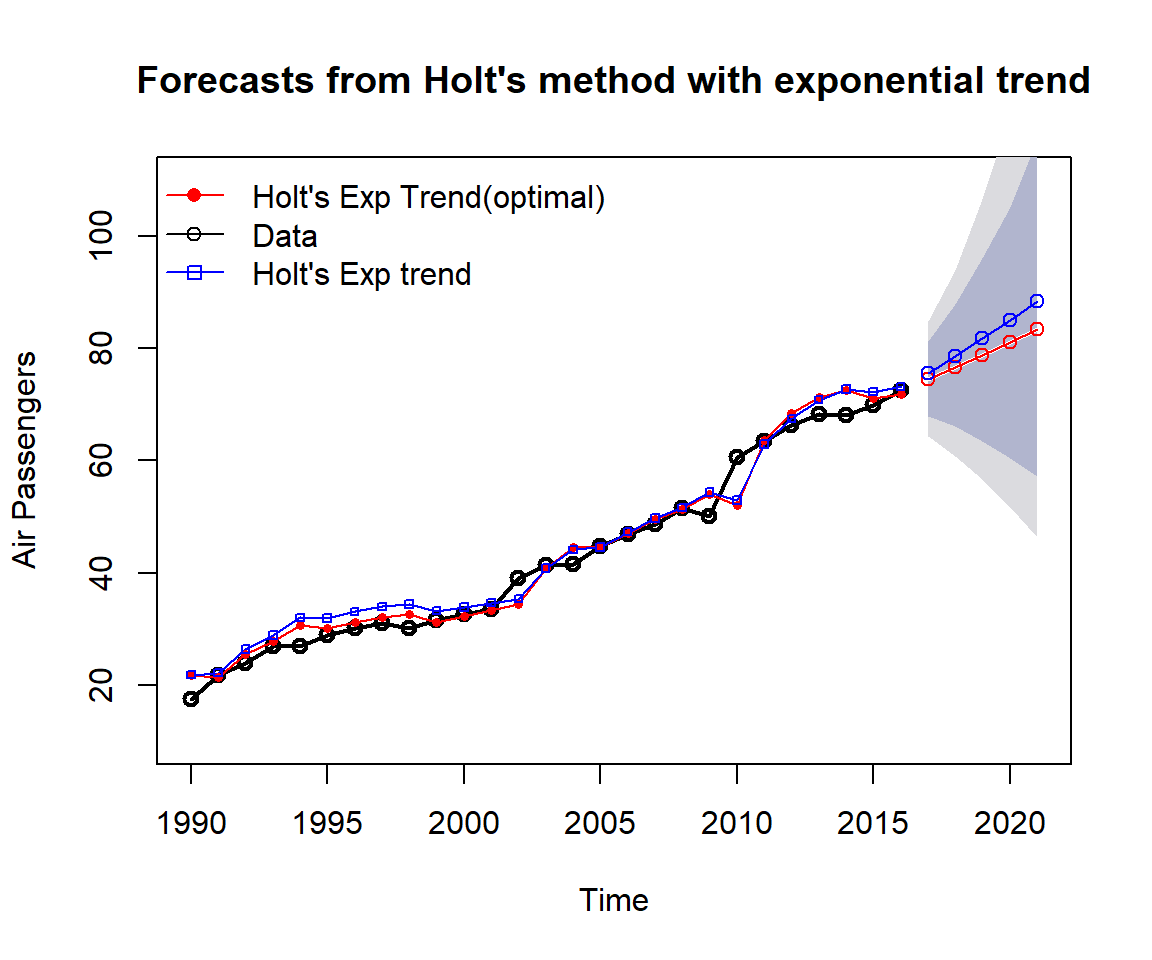 Forecasts from Holt's method with exponential trend
Holt's Exp Trend(optimal)
Data
Holt's Exp trend
Air Passengers
100
80
60
40
20
1990 1995 2000 2005 2010 2015 2020
Time